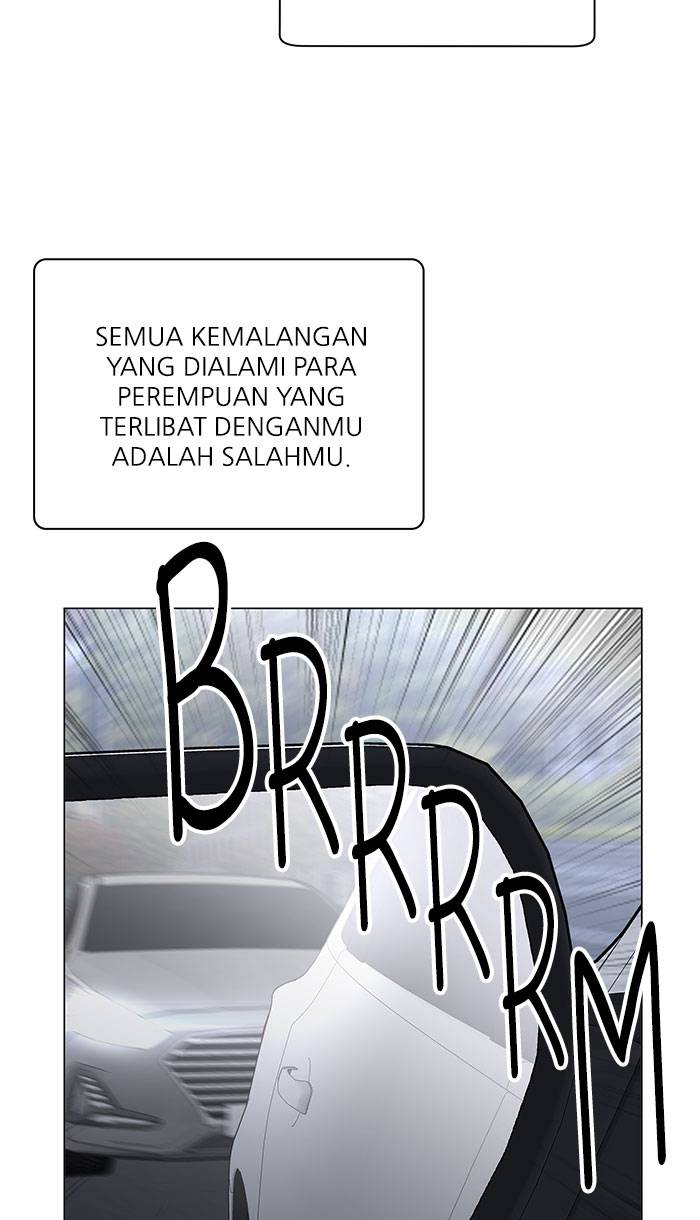 SEMUA KEMALANGAN
YANG DIALAMI PARA
PEREMPUAN YANG
TERLIBAT DENGANMU
ADALAH SALAHMU.
BRRRRM